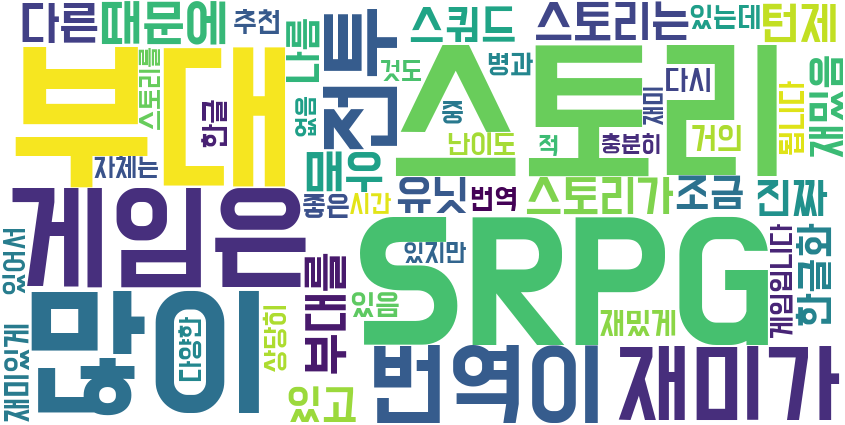 다른
때문에
추천
나름
전투
스쿼드
스토리는
있는데
턴제
스토리를
부대
한글
없음
것도
병과
중
스토리
재미
다시
됩니다
재밌음
난이도
적
충분히
거의
자체는
매우
좋은
시간
유닛
번역
스토리가
조금
진짜
게임은
있어서
부대를
있지만
SRPG
게임입니다
한글화
많이
다양한
상당히
있음
재밌게
재미있게
있고
번역이
재미가